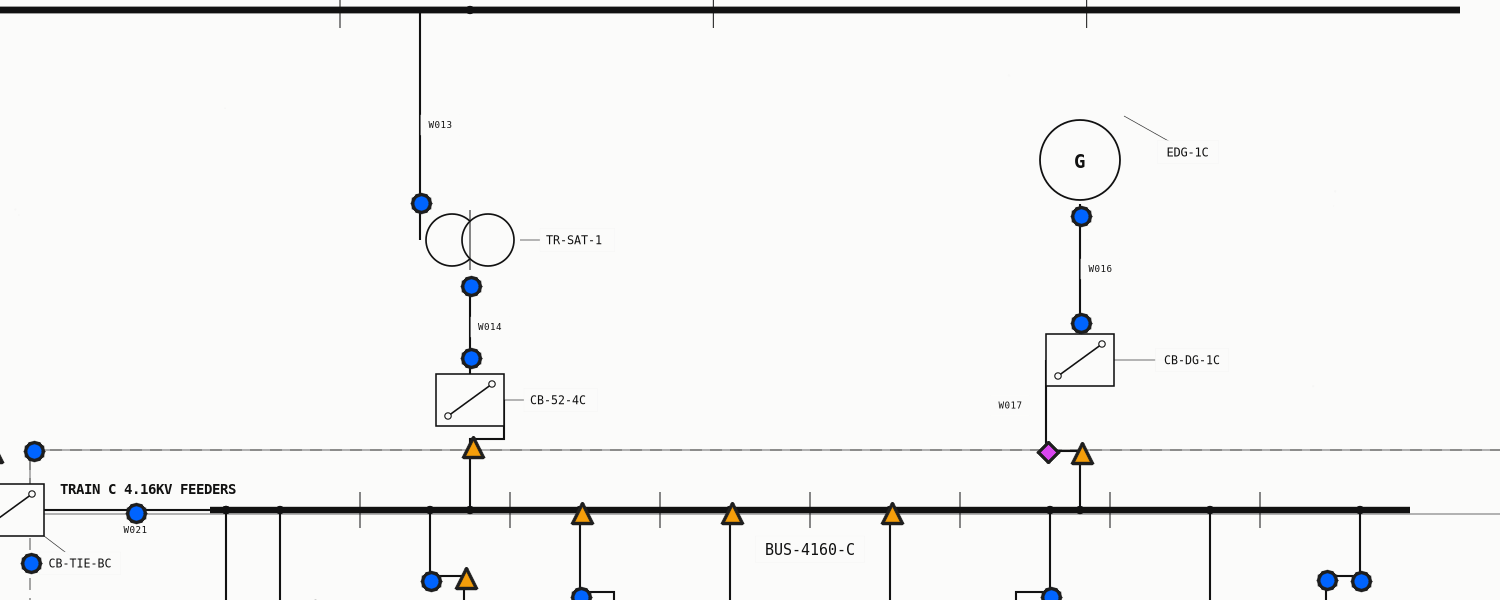 W013
G
EDG-1C
TR-SAT-1
W016
W014
CB-DG-1C
CB-52-4C
W017
TRAIN C 4.16KV FEEDERS
W021
BUS-4160-C
CB-TIE-BC